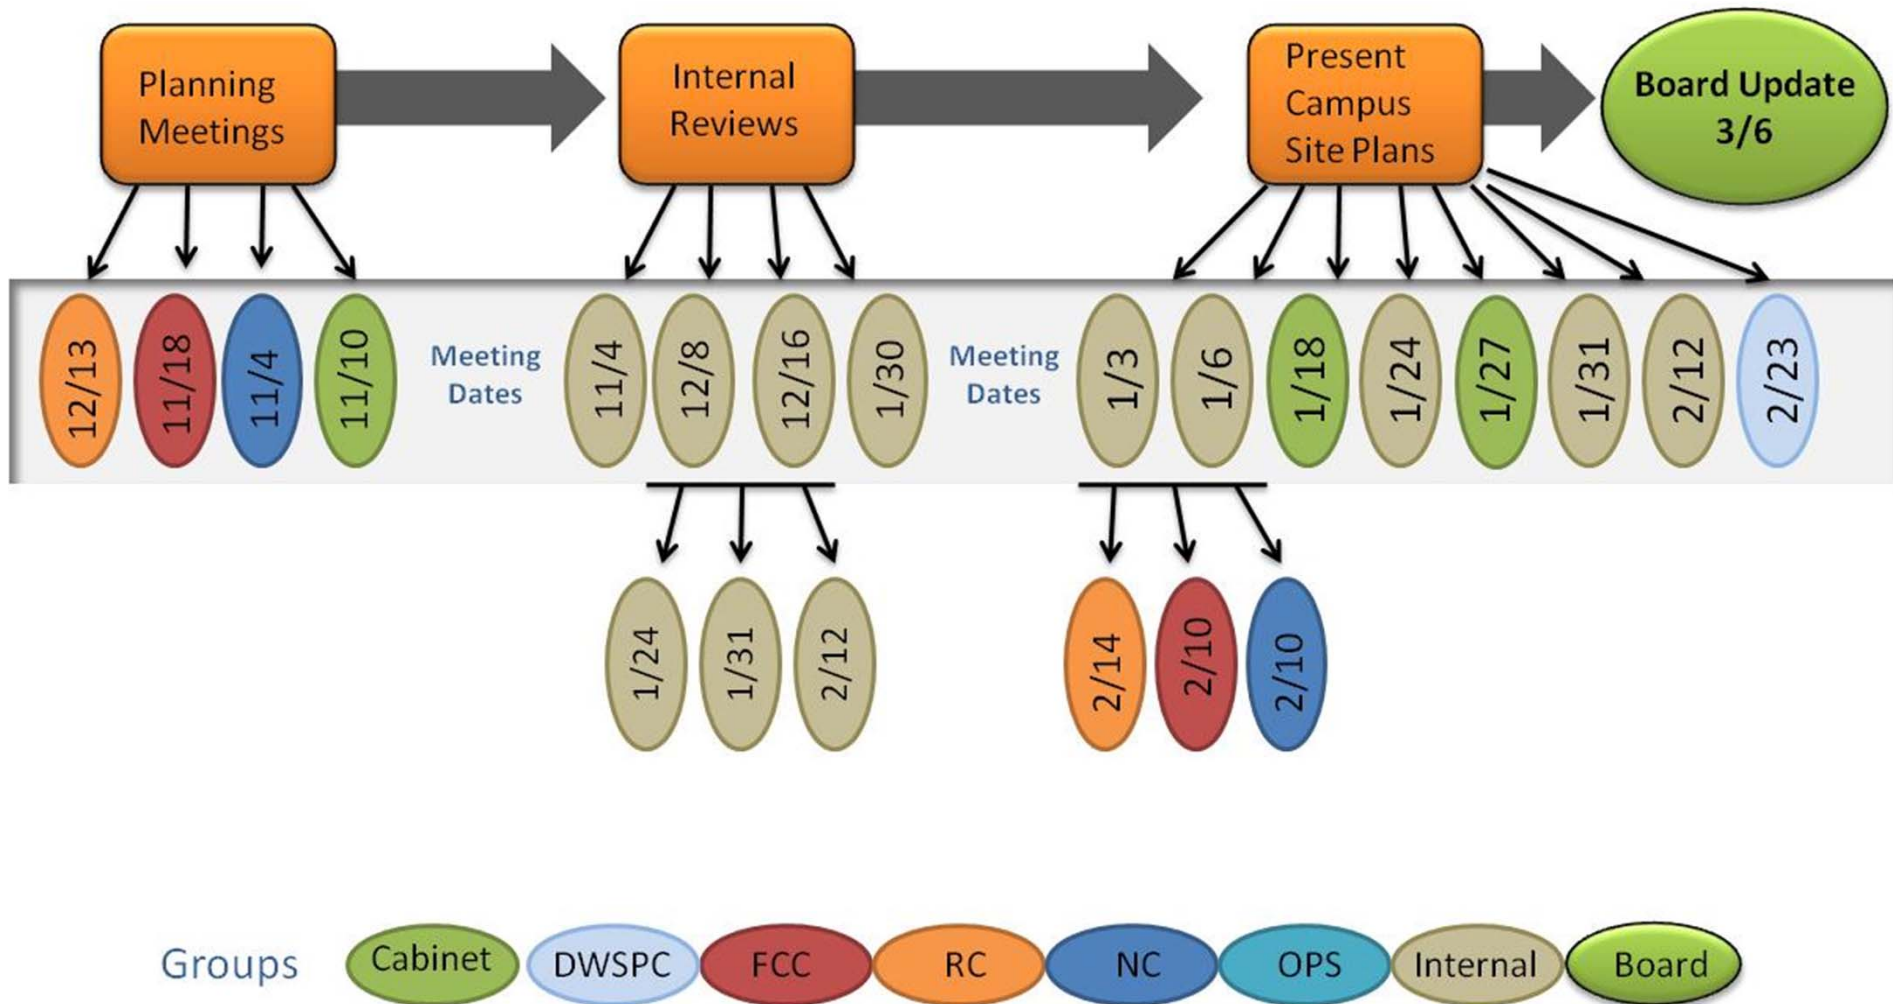 Planning
Meetings
Internal
Reviews
Present
Campus
Site Plans
Board Update
3/6
12/13
11/18
11/4
11/10
Meeting
Dates
11/4
12/8
12/16
1/30
Meeting
Dates
1/3
1/6
1/18
1/24
1/27
1/31
2/12
2/23
1/24
1/31
2/12
2/14
2/10
2/10
Groups
Cabinet
DWSPC
FCC
RC
NC
OPS
Internal
Board